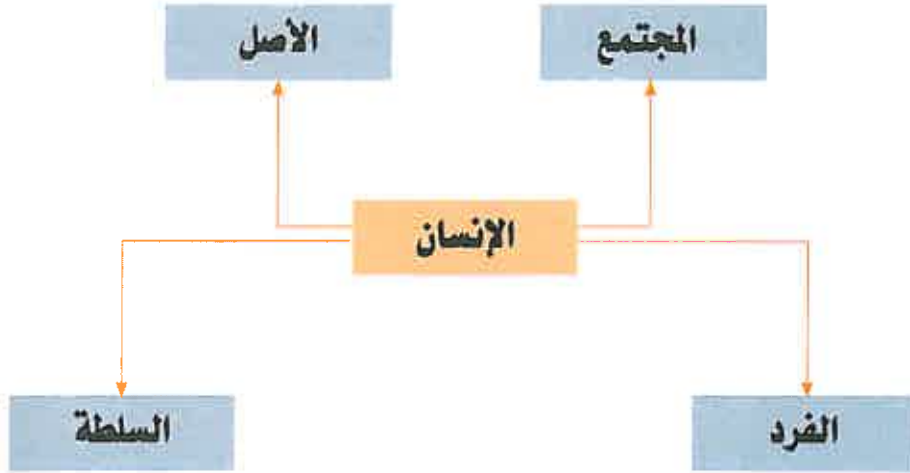 المجتمع
الأصل
الإنسان
الفرد
السلطة